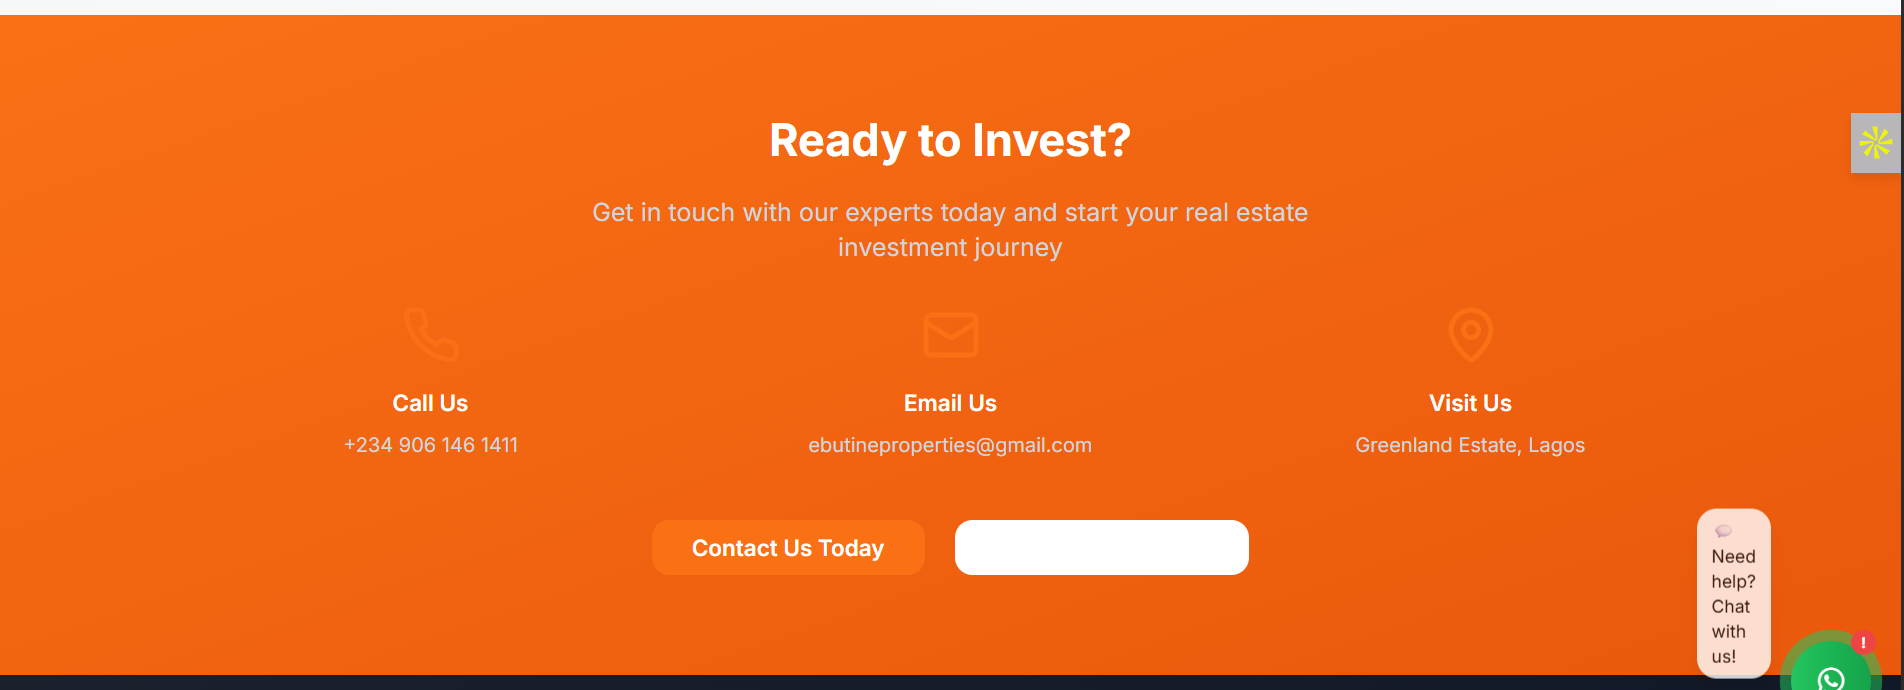 Ready to Invest?
Get in touch with our experts today and start your real estate
investment journey
Call Us
+234 906 146 1411
Email Us
ebutineproperties@gmail.com
Visit Us
Greenland Estate, Lagos
Contact Us Today
Need
help?
Chat
with
us!
!